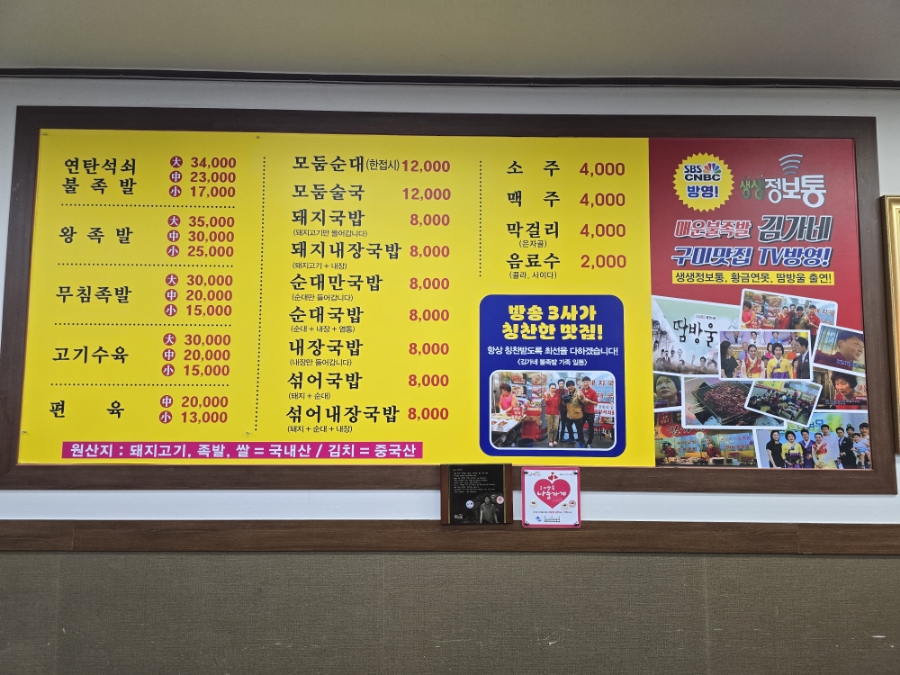 연탄석쇠
불족발
大 34,000
中 23,000
小 17,000
왕족발
大 35,000
中 30,000
小 25,000
무침족발
大 30,000
中 20,000
小 15,000
고기수육
大 30,000
中 20,000
小 15,000
편 육
中 20,000
小 13,000
모둠순대(한접시) 12,000
모둠술국 12,000
돼지국밥 8,000
(돼지고기만 들어갑니다)
돼지내장국밥 8,000
(돼지고기 + 내장)
순대만국밥 8,000
(순대만 들어갑니다)
순대국밥 8,000
(순대 + 내장 + 염통)
내장국밥 8,000
(내장만 들어갑니다)
섞어국밥 8,000
(돼지 + 순대)
섞어내장국밥 8,000
(돼지 + 순대 + 내장)
소 주 4,000
맥 주 4,000
막걸리 4,000
(은자골)
음료수 2,000
(콜라, 사이다)
방송 3사가
칭찬한 맛집!
항상 칭찬받도록 최선을 다하겠습니다!
(김가네 불족발 가족 일동)
SBS
CNBC
방영!
생생정보통
매운불족발 김가네
구미맛집 TV방영!
생생정보통, 황금연못, 땀방울 출연!
땀방울
원산지 : 돼지고기, 족발, 쌀 = 국내산 / 김치 = 중국산
나눔가게